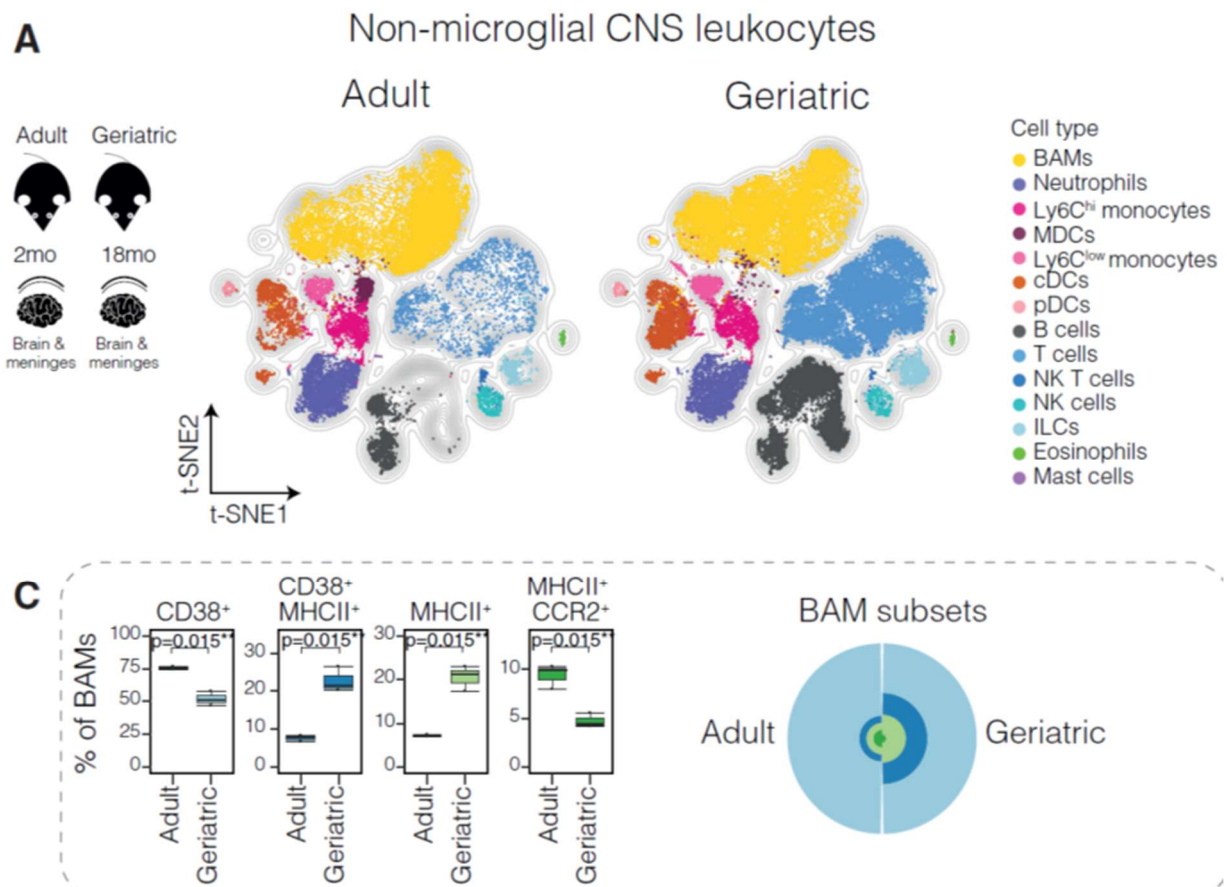 A
Non-microglial CNS leukocytes
Adult
Geriatric
Adult
Geriatric
2mo
18mo
Brain &
meninges
Brain &
meninges
t-SNE2
t-SNE1
Cell type
BAMs
Neutrophils
Ly6Chi monocytes
MDCs
Ly6Clow monocytes
cDCs
pDCs
B cells
T cells
NK T cells
NK cells
ILCs
Eosinophils
Mast cells
C
% of BAMs
CD38+
p=0.015**
100
75
50
25
0
Adult
Geriatric
CD38+
MHCII+
p=0.015*
30
20
10
0
Adult
Geriatric
MHCII+
p=0.015**
30
20
10
0
Adult
Geriatric
MHCII+
CCR2+
p=0.015*
10
5
0
Adult
Geriatric
BAM subsets
Adult
Geriatric